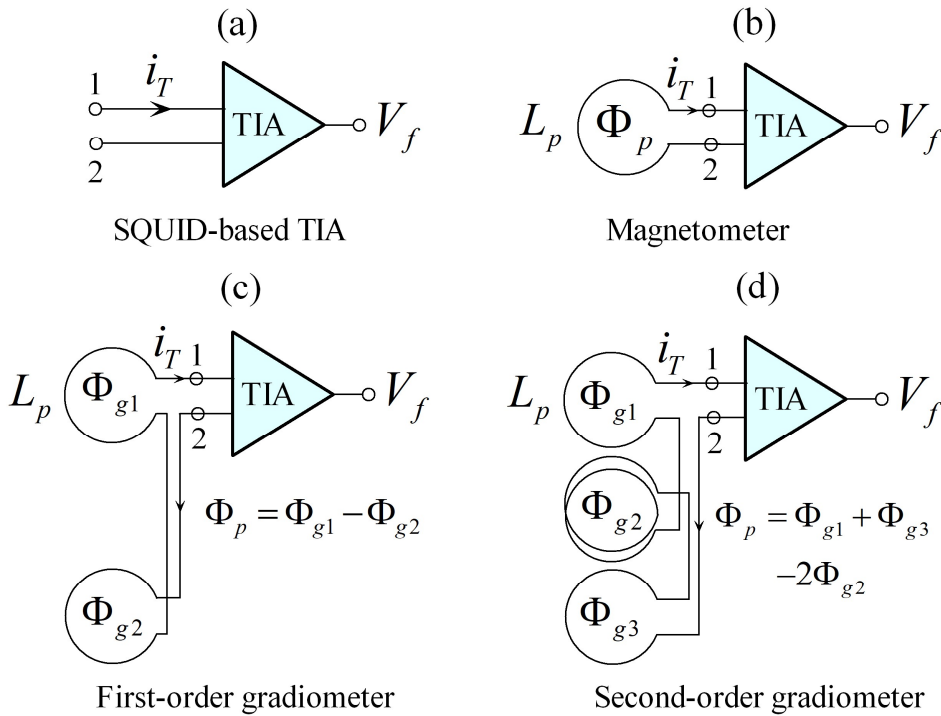 (a)
1
i_T
TIA
V_f
2
SQUID-based TIA
(b)
L_p
Φ_p
i_T
1
TIA
V_f
2
Magnetometer
(c)
L_p
Φ_g1
i_T
1
TIA
V_f
2
Φ_p = Φ_g1 − Φ_g2
Φ_g2
First-order gradiometer
(d)
L_p
Φ_g1
i_T
1
TIA
V_f
2
Φ_g2
Φ_p = Φ_g1 + Φ_g3
−2Φ_g2
Φ_g3
Second-order gradiometer